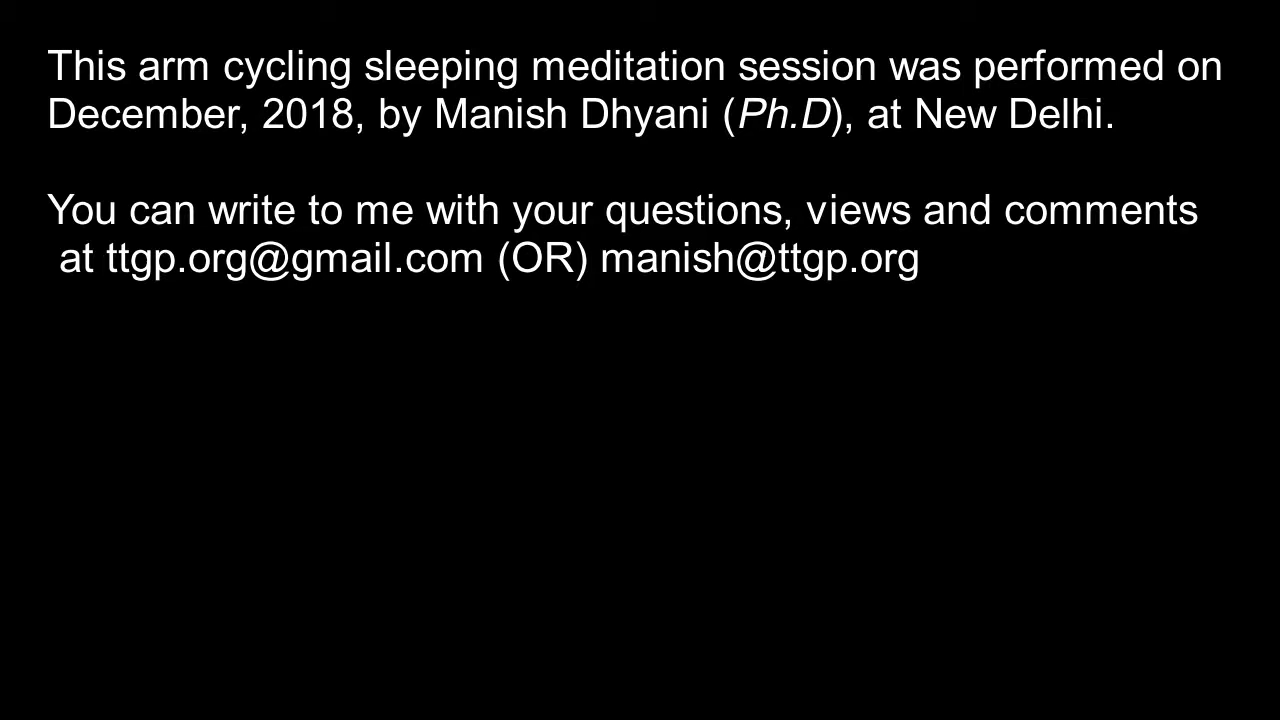 This arm cycling sleeping meditation session was performed on
December, 2018, by Manish Dhyani (Ph.D), at New Delhi.
You can write to me with your questions, views and comments
at ttgp.org@gmail.com (OR) manish@ttgp.org